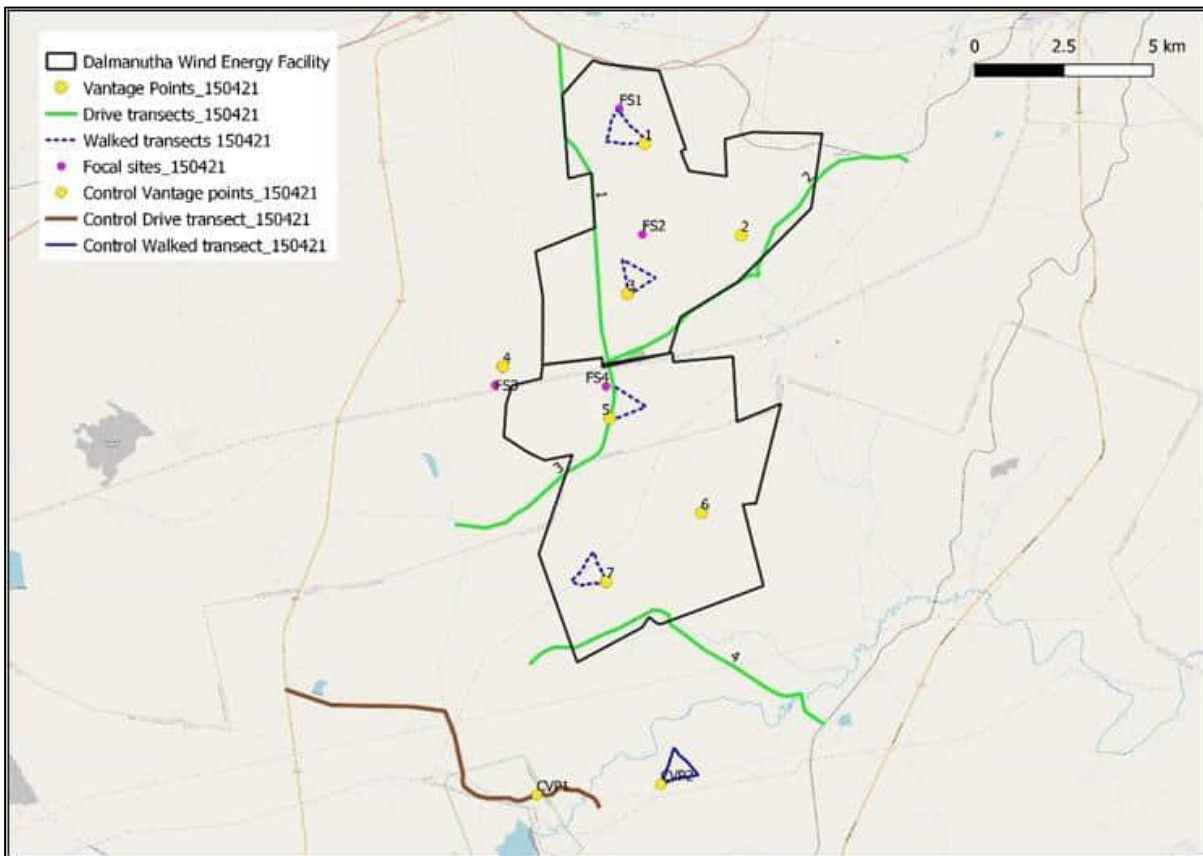 Dalmanutha Wind Energy Facility
Vantage Points_150421
Drive transects_150421
Walked transects 150421
Focal sites_150421
Control Vantage points_150421
Control Drive transect_150421
Control Walked transect_150421
0 2.5 5 km
FS1
1
2
1
FS2
2
3
4
FS3
FS4
5
3
6
7
4
CVP1
CVP2